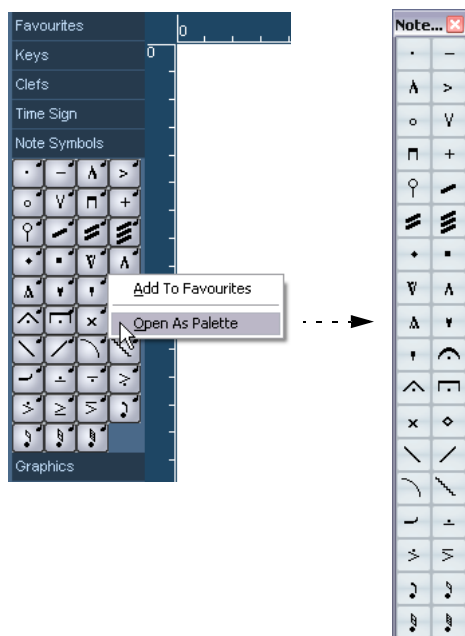 Favourites
0
Keys
0
Clefs
Time Sign
Note Symbols
Add To Favourites
Open As Palette
Graphics
Note...